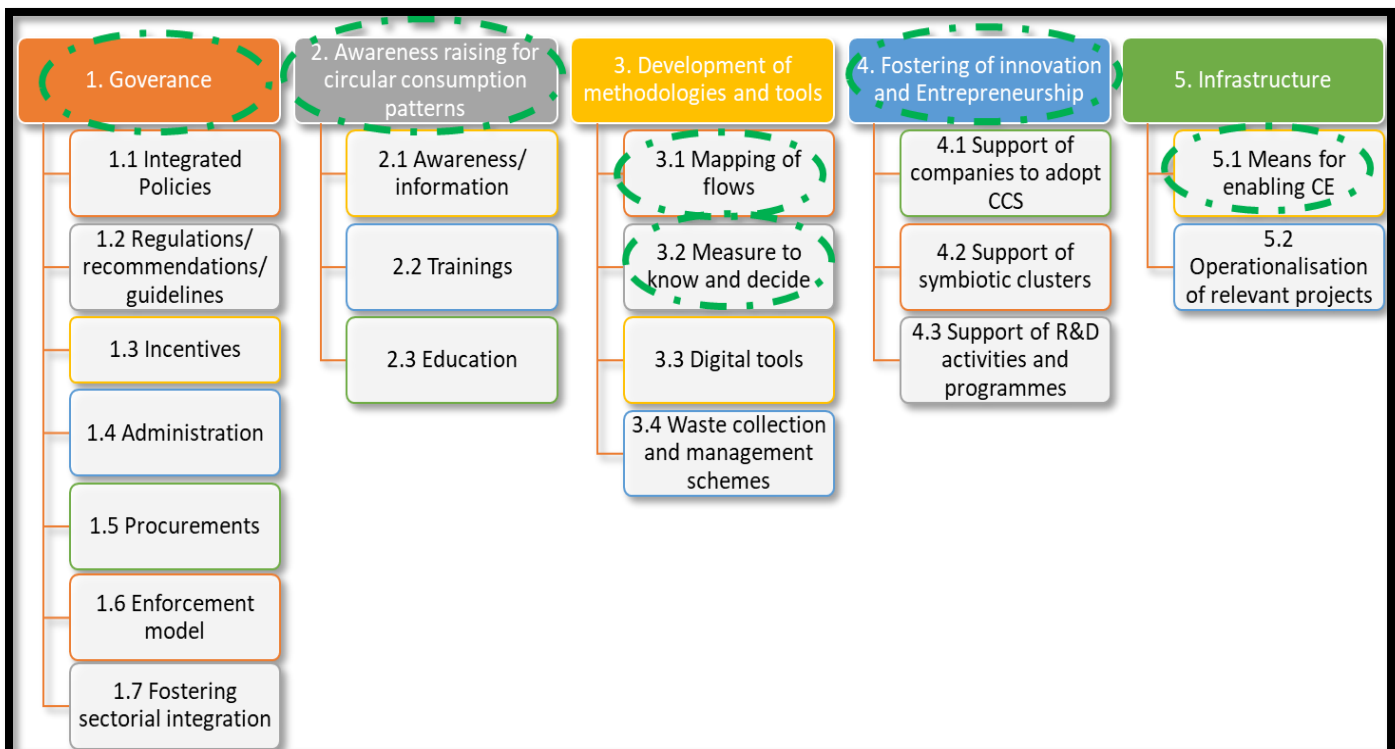 1. Goverance
1.1 Integrated
Policies
1.2 Regulations/
recommendations/
guidelines
1.3 Incentives
1.4 Administration
1.5 Procurements
1.6 Enforcement
model
1.7 Fostering
sectorial integration
2. Awareness raising for
circular consumption
patterns
2.1 Awareness/
information
2.2 Trainings
2.3 Education
3. Development of
methodologies and tools
3.1 Mapping of
flows
3.2 Measure to
know and decide
3.3 Digital tools
3.4 Waste collection
and management
schemes
4. Fostering of innovation
and Entrepreneurship
4.1 Support of
companies to adopt
CCS
4.2 Support of
symbiotic clusters
4.3 Support of R&D
activities and
programmes
5. Infrastructure
5.1 Means for
enabling CE
5.2
Operationalisation
of relevant projects